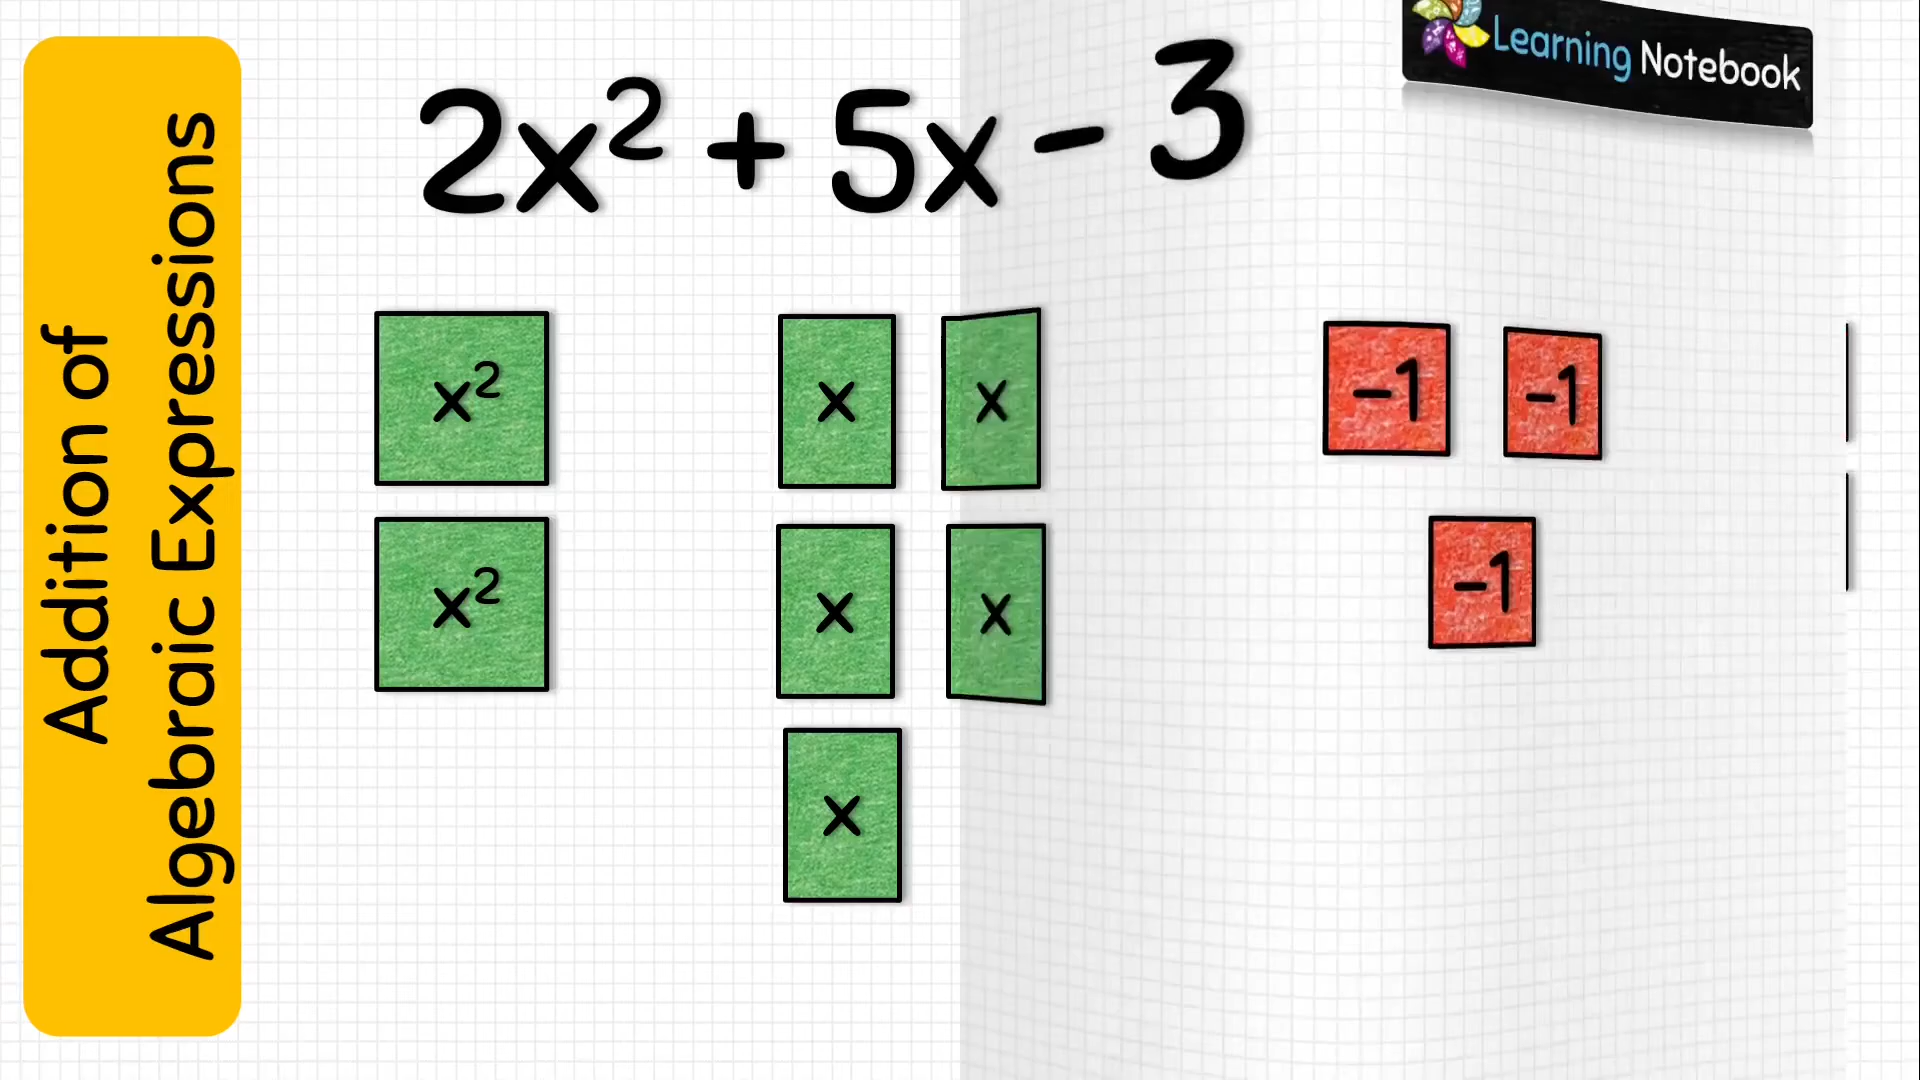 Addition of
Algebraic Expressions
2x² + 5x - 3
Learning Notebook
x²
x
x
-1
-1
x²
x
x
-1
x